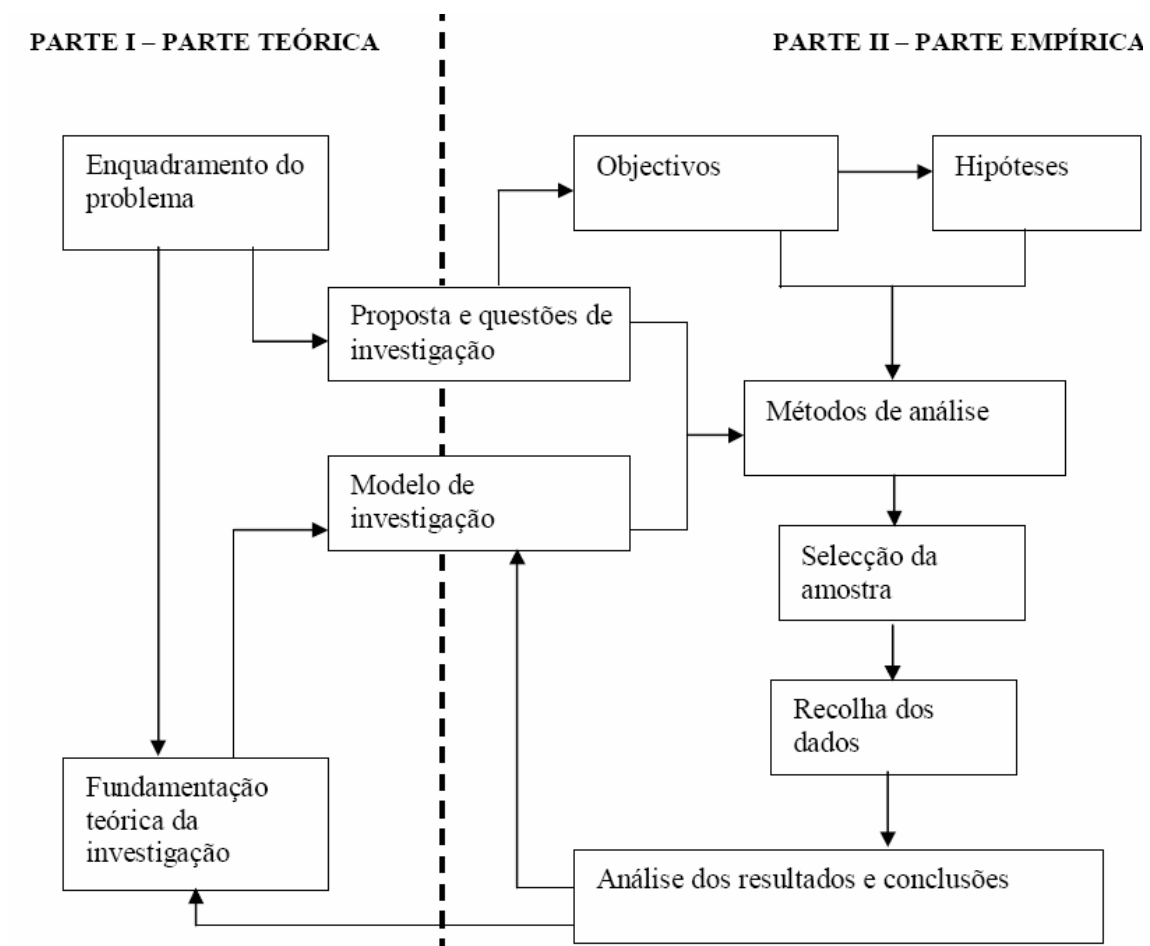 PARTE I – PARTE TEÓRICA
PARTE II – PARTE EMPÍRICA
Enquadramento do
problema
Objectivos
Hipóteses
Proposta e questões de
investigação
Métodos de análise
Modelo de
investigação
Selecção da
amostra
Recolha dos
dados
Fundamentação
teórica da
investigação
Análise dos resultados e conclusões